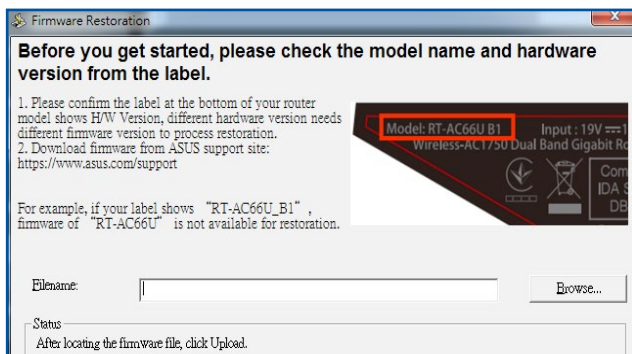 Firmware Restoration
Before you get started, please check the model name and hardware
version from the label.
1. Please confirm the label at the bottom of your router
model shows H/W Version, different hardware version needs
different firmware version to process restoration.
2. Download firmware from ASUS support site:
https://www.asus.com/support
For example, if your label shows “RT-AC66U_B1”,
firmware of “RT-AC66U” is not available for restoration.
Model: RT-AC66U B1 Input : 19V
Wireless-AC1750 Dual Band Gigabit
Com
IDA
DB
Filename:
Browse...
Status
After locating the firmware file, click Upload.